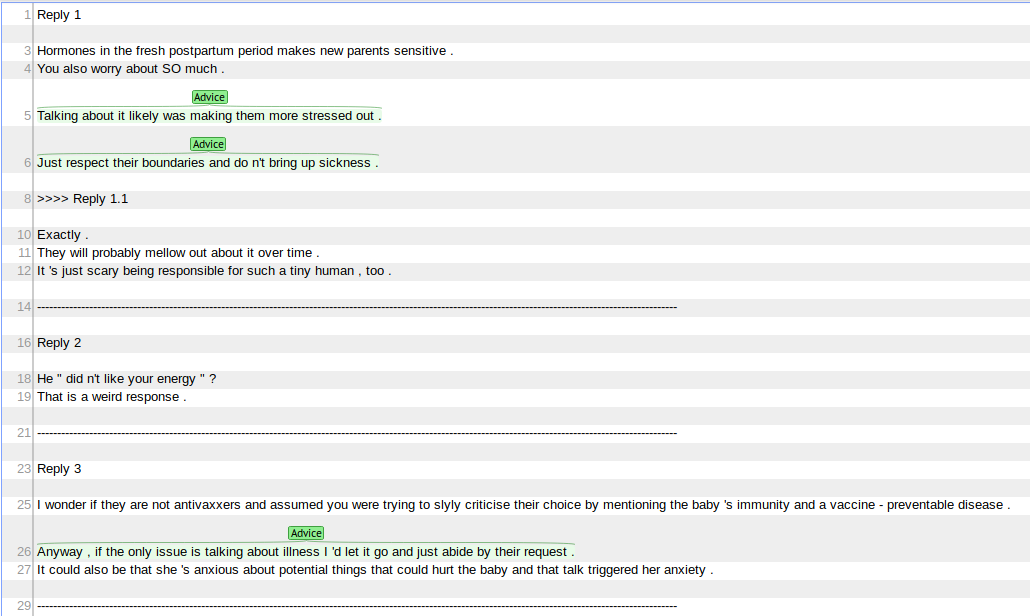 1 Reply 1
3 Hormones in the fresh postpartum period makes new parents sensitive .
4 You also worry about SO much .
Advice
5 Talking about it likely was making them more stressed out .
Advice
6 Just respect their boundaries and do n't bring up sickness .
8 >>>> Reply 1.1
10 Exactly .
11 They will probably mellow out about it over time .
12 It 's just scary being responsible for such a tiny human , too .
14 --------------------------------------------------------------------------------------------------------------------------------------------------------------------------------
16 Reply 2
18 He " did n't like your energy " ?
19 That is a weird response .
21 --------------------------------------------------------------------------------------------------------------------------------------------------------------------------------
23 Reply 3
25 I wonder if they are not antivaxxers and assumed you were trying to slyly criticise their choice by mentioning the baby 's immunity and a vaccine - preventable disease .
Advice
26 Anyway , if the only issue is talking about illness I 'd let it go and just abide by their request .
27 It could also be that she 's anxious about potential things that could hurt the baby and that talk triggered her anxiety .
29 --------------------------------------------------------------------------------------------------------------------------------------------------------------------------------